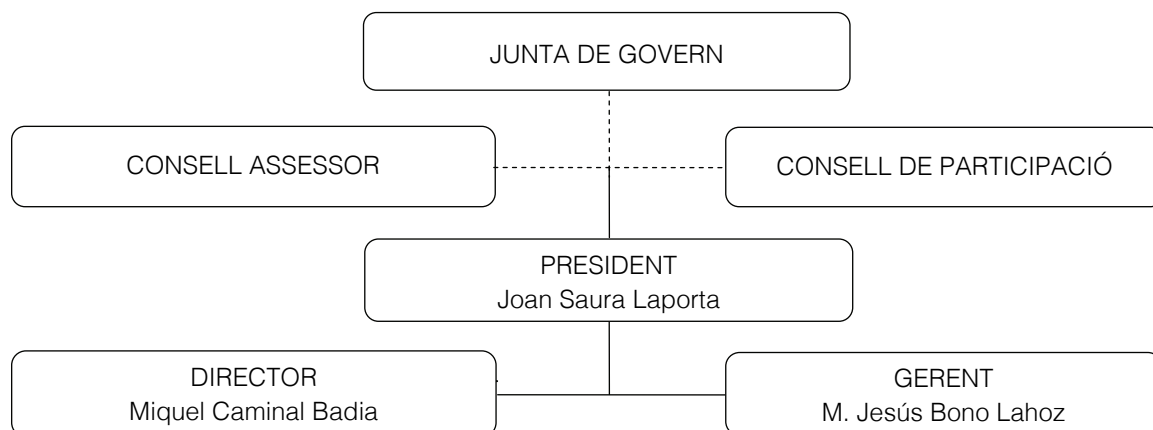 JUNTA DE GOVERN
CONSELL ASSESSOR
CONSELL DE PARTICIPACIÓ
PRESIDENT
Joan Saura Laporta
DIRECTOR
Miquel Caminal Badia
GERENT
M. Jesús Bono Lahoz